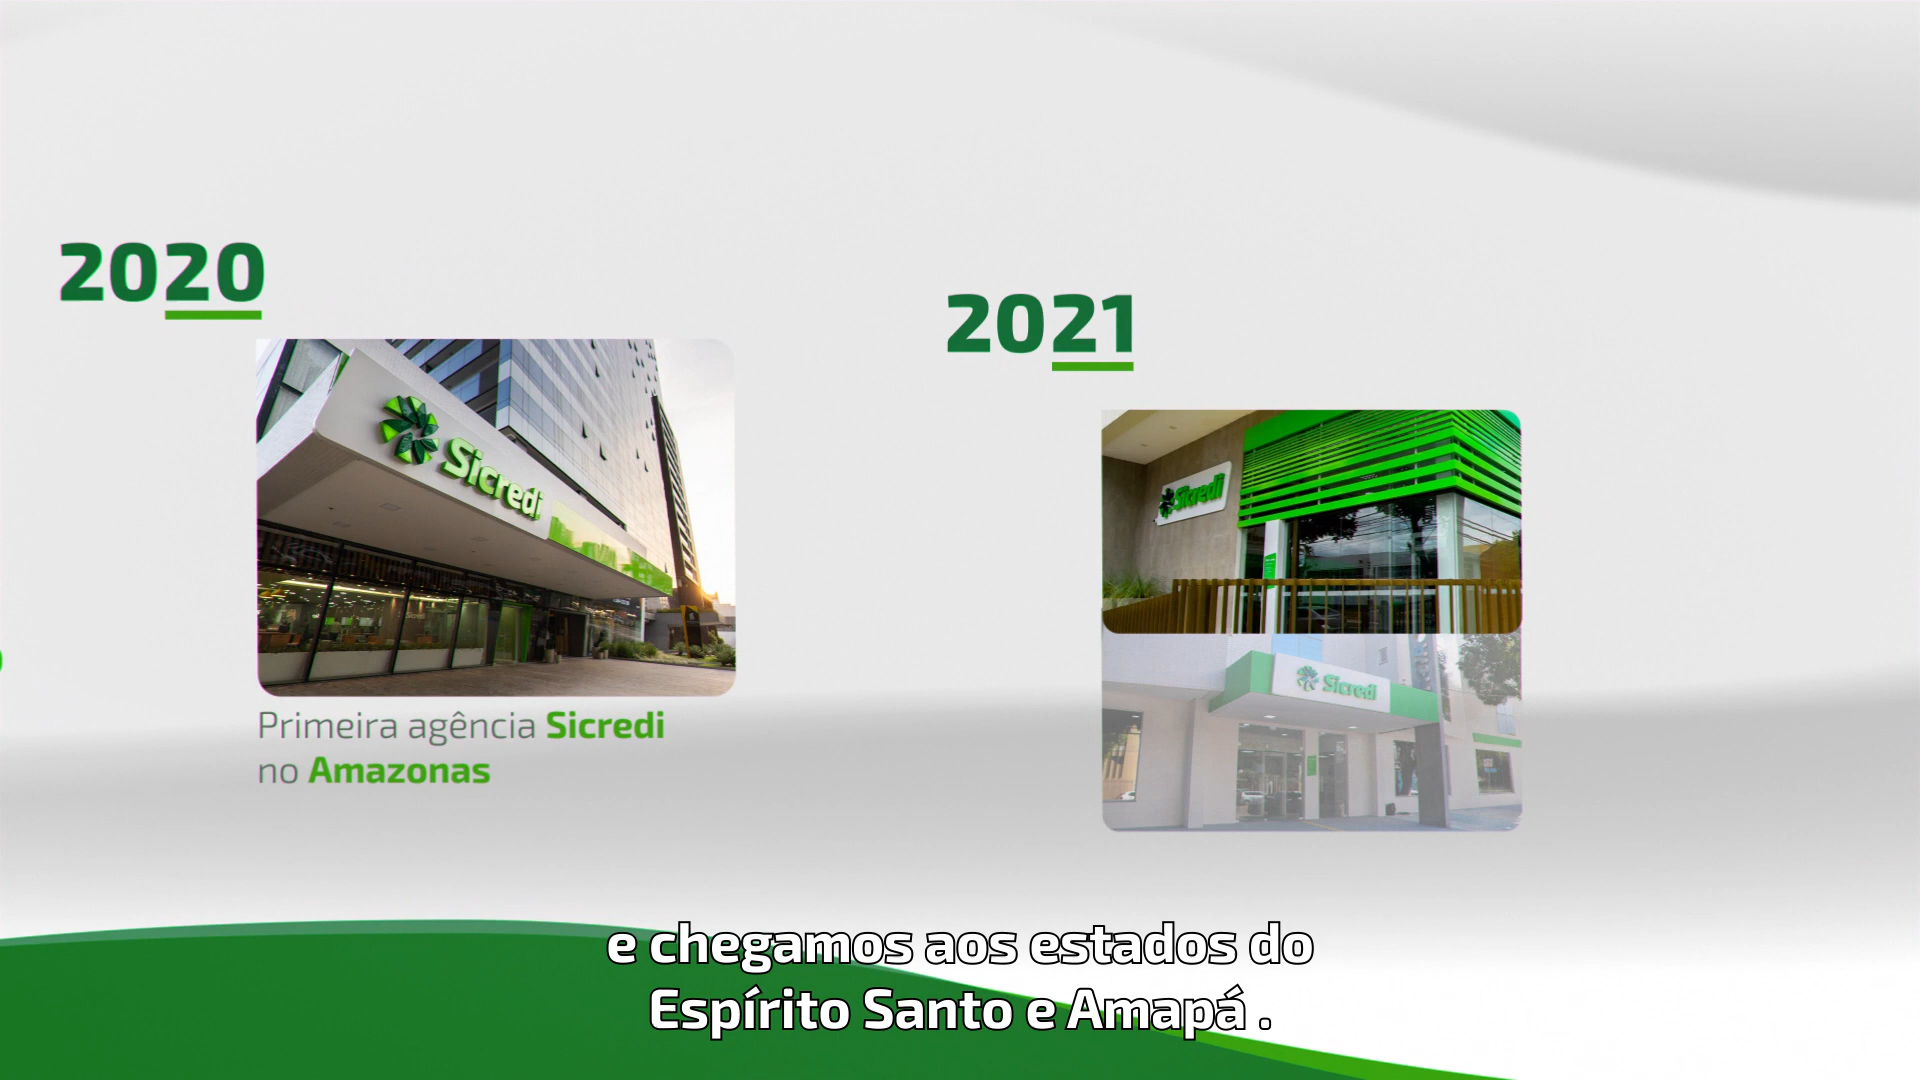 2020
Sicredi
Primeira agência Sicredi
no Amazonas
2021
Sicredi
Sicredi
e chegamos aos estados do
Espírito Santo e Amapá .